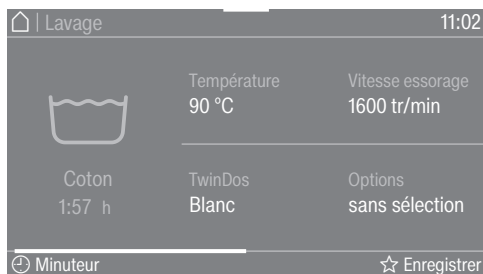 | Lavage
11:02
Température
90 °C
Vitesse essorage
1600 tr/min
Coton
1:57 h
TwinDos
Blanc
Options
sans sélection
Minuteur
Enregistrer